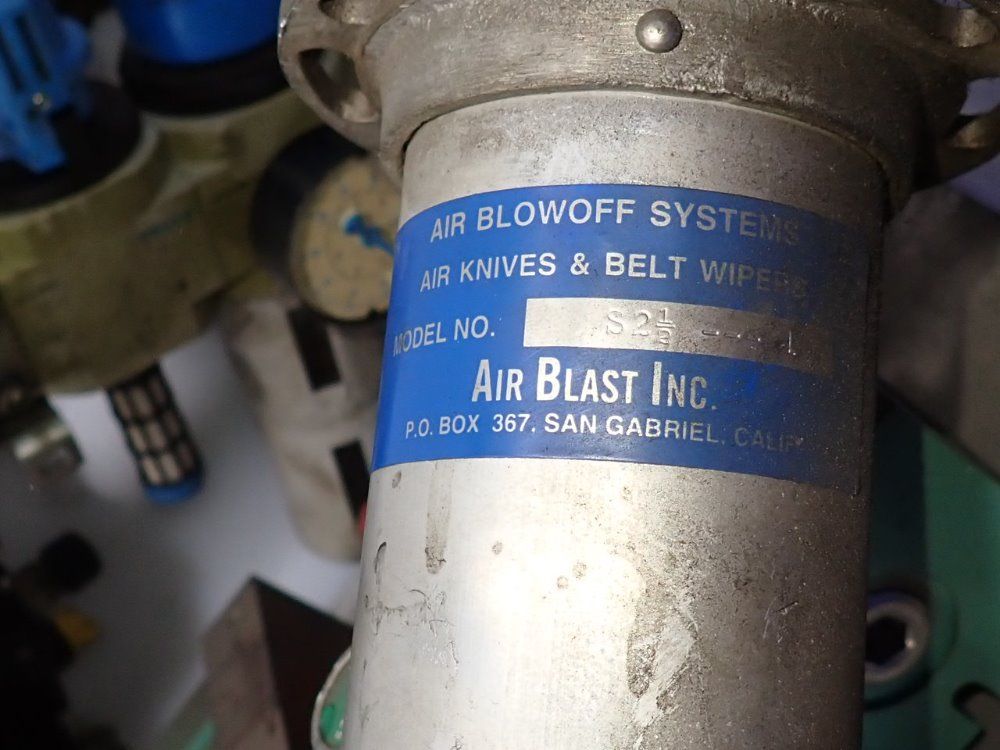 AIR BLOWOFF SYSTEMS
AIR KNIVES & BELT WIPERS
MODEL NO. S2½
AIR BLAST INC.
P.O. BOX 367, SAN GABRIEL, CALIF